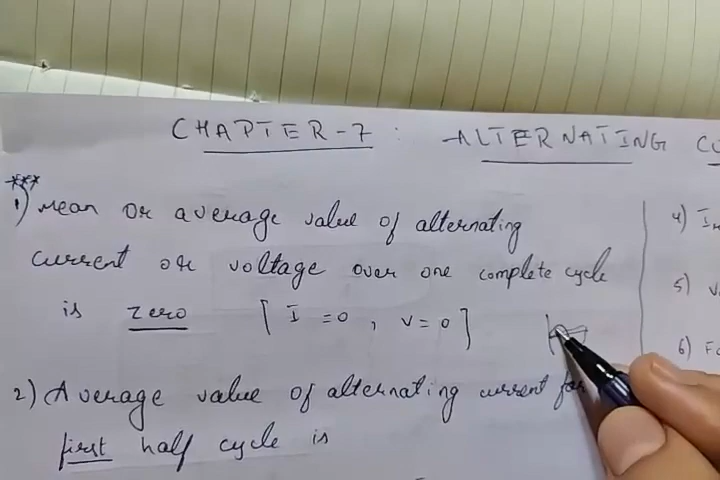 CHAPTER-7 : ALTERNATING
***
1) Mean or average value of alternating
current or voltage over one complete cycle
is zero [I=0, V=0]
2) Average value of alternating current for
first half cycle is
4) I
5) V
6) Fo